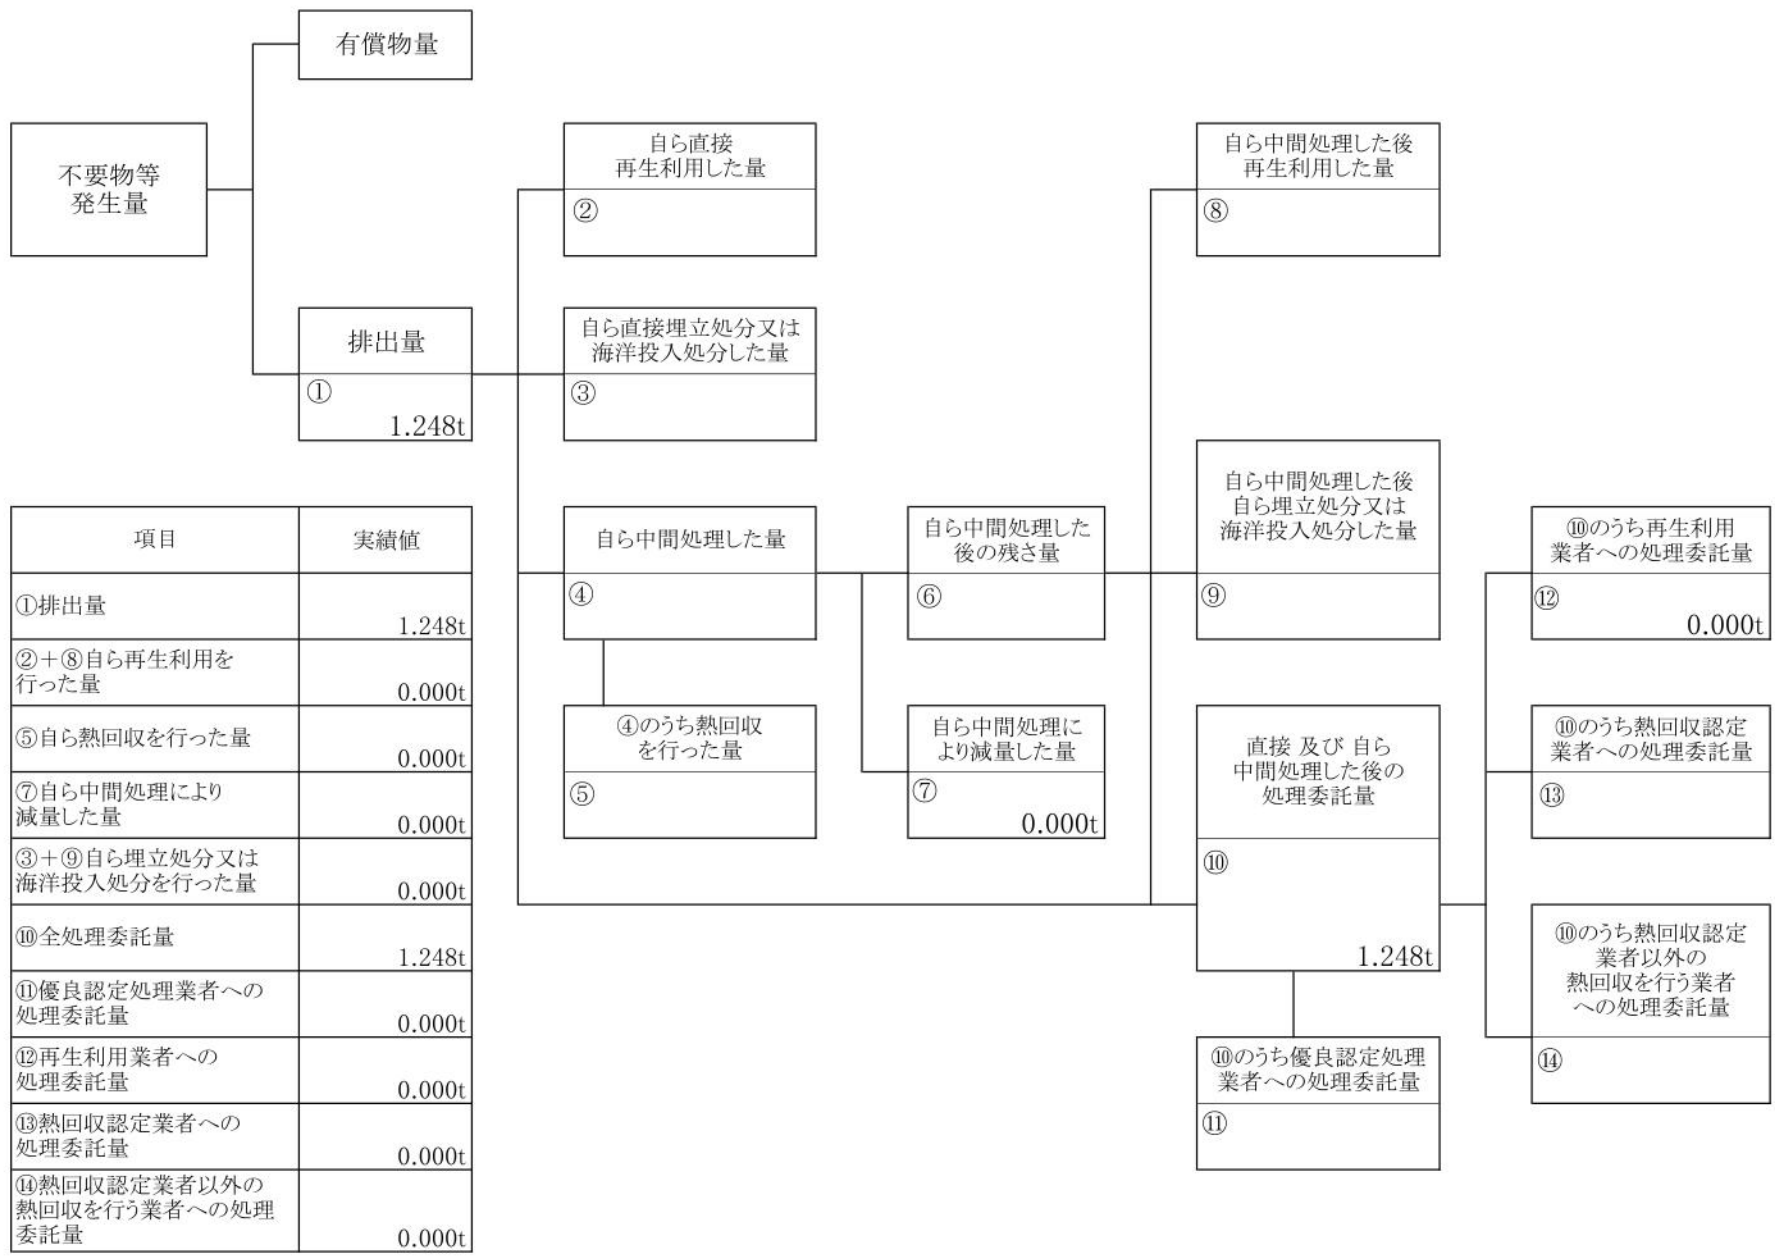 有償物量
不要物等
発生量
排出量
①
1.248t
自ら直接
再生利用した量
②
自ら直接埋立処分又は
海洋投入処分した量
③
自ら中間処理した量
④
④のうち熱回収
を行った量
⑤
自ら中間処理した
後の残さ量
⑥
自ら中間処理に
より減量した量
⑦
0.000t
自ら中間処理した後
再生利用した量
⑧
自ら中間処理した後
自ら埋立処分又は
海洋投入処分した量
⑨
直接 及び 自ら
中間処理した後の
処理委託量
⑩
1.248t
⑩のうち優良認定処理
業者への処理委託量
⑪
⑩のうち再生利用
業者への処理委託量
⑫
0.000t
⑩のうち熱回収認定
業者への処理委託量
⑬
⑩のうち熱回収認定
業者以外の
熱回収を行う業者
への処理委託量
⑭
項目 実績値
①排出量
1.248t
②+⑧自ら再生利用を
行った量
0.000t
⑤自ら熱回収を行った量
0.000t
⑦自ら中間処理により
減量した量
0.000t
③+⑨自ら埋立処分又は
海洋投入処分を行った量
0.000t
⑩全処理委託量
1.248t
⑪優良認定処理業者への
処理委託量
0.000t
⑫再生利用業者への
処理委託量
0.000t
⑬熱回収認定業者への
処理委託量
0.000t
⑭熱回収認定業者以外の
熱回収を行う業者への処理
委託量
0.000t